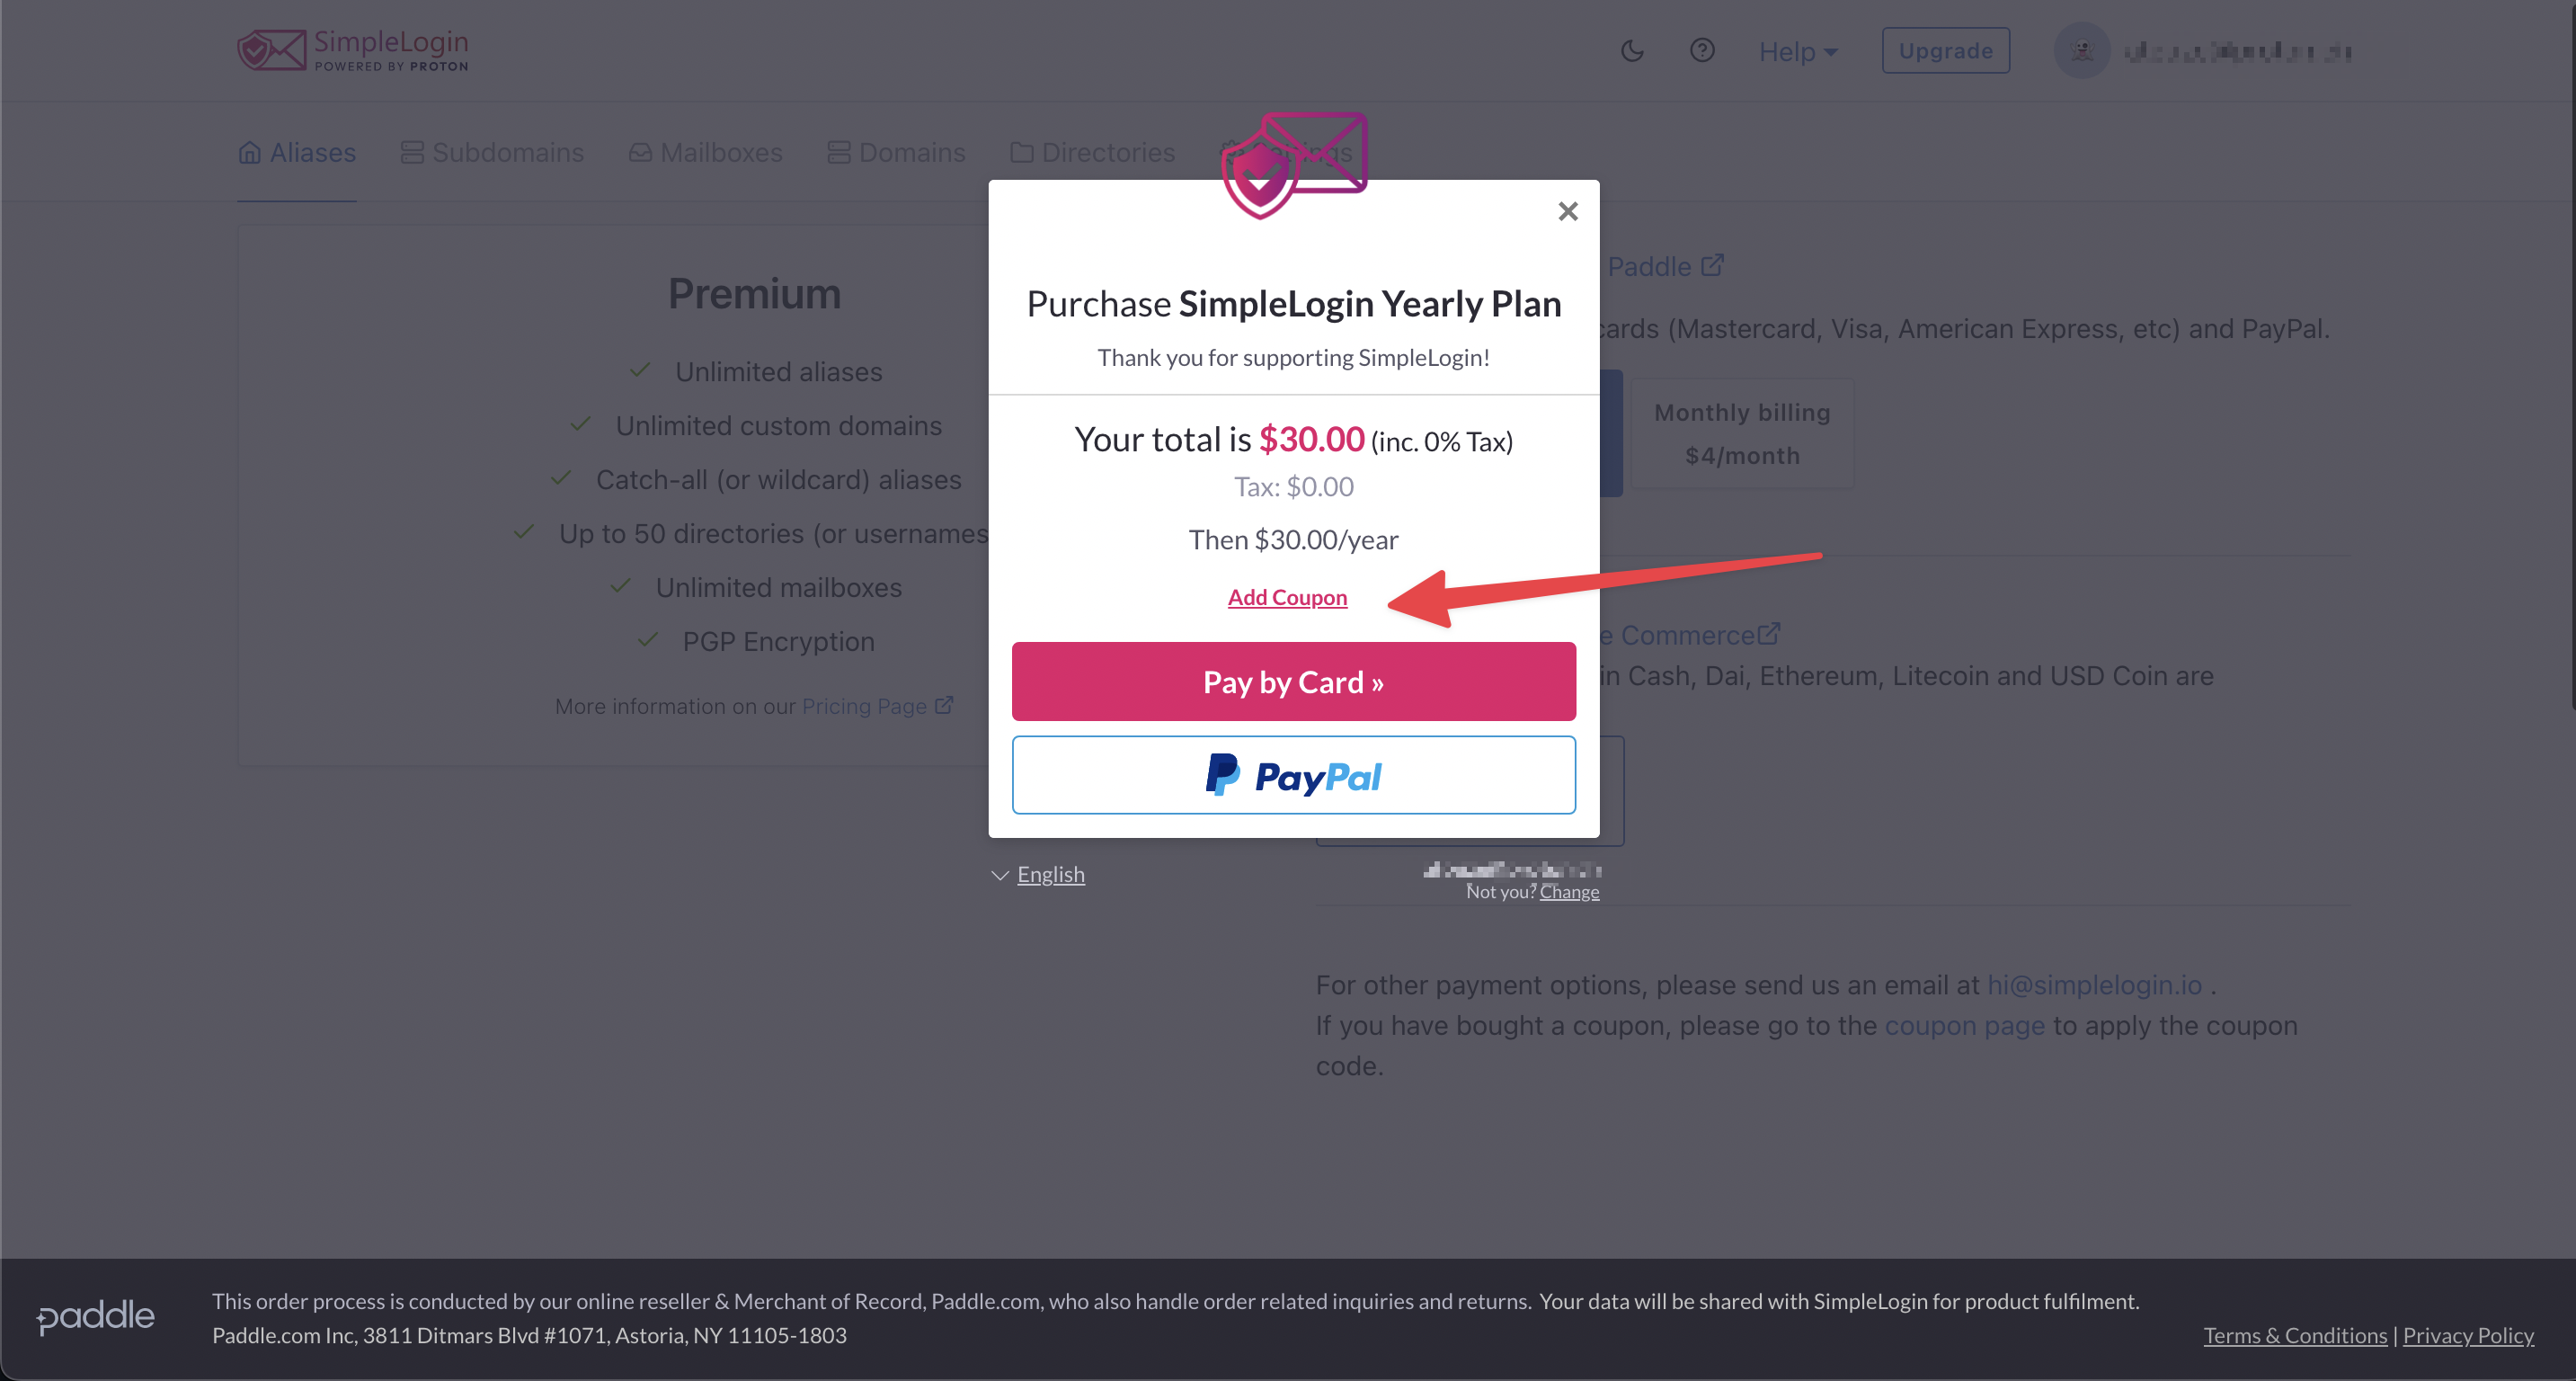 SimpleLogin
POWERED BY PROTON
Help
Upgrade
Aliases
Subdomains
Mailboxes
Domains
Directories
Premium
Unlimited aliases
Unlimited custom domains
Catch-all (or wildcard) aliases
Up to 50 directories (or usernames
Unlimited mailboxes
PGP Encryption
More information on our Pricing Page
Purchase SimpleLogin Yearly Plan
Thank you for supporting SimpleLogin!
Your total is $30.00 (inc. 0% Tax)
Tax: $0.00
Then $30.00/year
Add Coupon
Pay by Card »
PayPal
English
Not you? Change
Paddle
cards (Mastercard, Visa, American Express, etc) and PayPal.
Monthly billing
$4/month
e Commerce
in Cash, Dai, Ethereum, Litecoin and USD Coin are
For other payment options, please send us an email at hi@simplelogin.io .
If you have bought a coupon, please go to the coupon page to apply the coupon
code.
paddle
This order process is conducted by our online reseller & Merchant of Record, Paddle.com, who also handle order related inquiries and returns. Your data will be shared with SimpleLogin for product fulfilment.
Paddle.com Inc, 3811 Ditmars Blvd #1071, Astoria, NY 11105-1803
Terms & Conditions | Privacy Policy